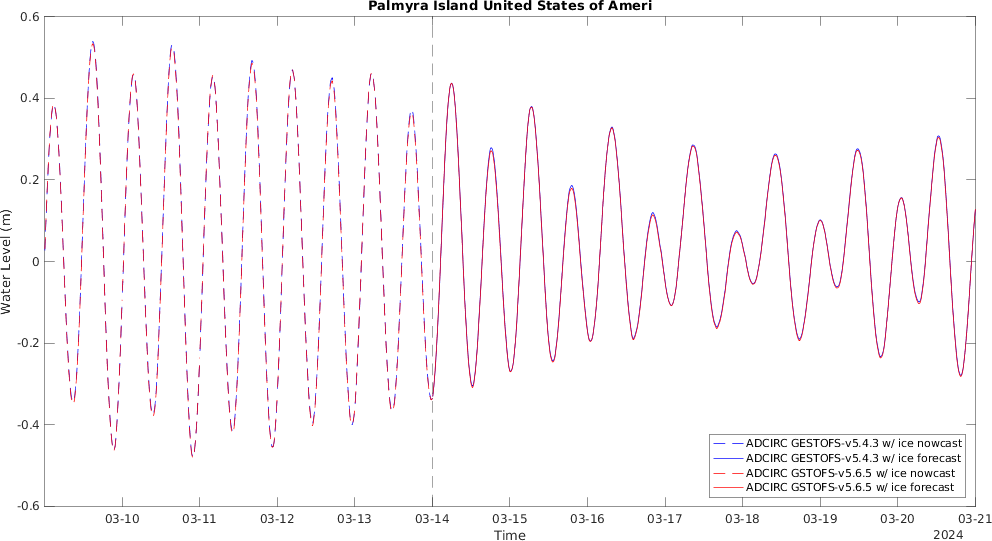 Palmyra Island United States of Ameri
0.6
0.4
0.2
0
-0.2
-0.4
-0.6
Water Level (m)
ADCIRC GESTOFS-v5.4.3 w/ ice nowcast
ADCIRC GESTOFS-v5.4.3 w/ ice forecast
ADCIRC GSTOFS-v5.6.5 w/ ice nowcast
ADCIRC GSTOFS-v5.6.5 w/ ice forecast
03-10 03-11 03-12 03-13 03-14 03-15 03-16 03-17 03-18 03-19 03-20 03-21
Time
2024